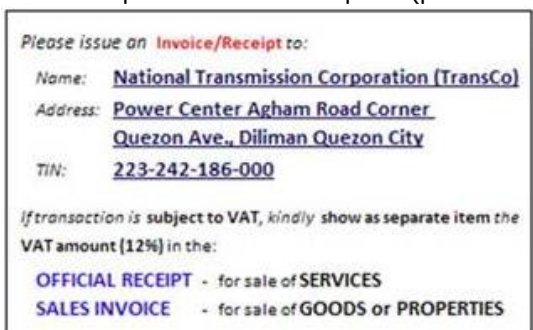 Please issue an Invoice/Receipt to:
Name: National Transmission Corporation (TransCo)
Address: Power Center Agham Road Corner
Quezon Ave., Diliman Quezon City
TIN: 223-242-186-000
If transaction is subject to VAT, kindly show as separate item the
VAT amount (12%) in the:
OFFICIAL RECEIPT - for sale of SERVICES
SALES INVOICE - for sale of GOODS or PROPERTIES